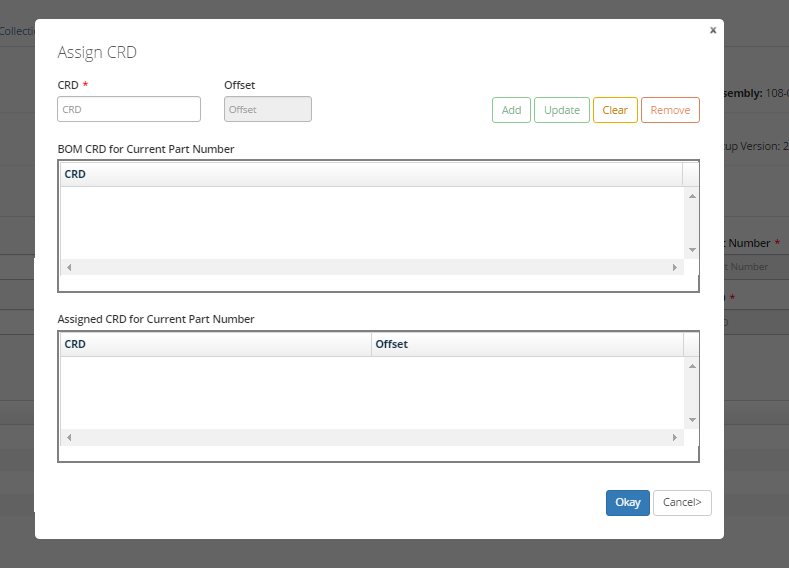 Collecti
x
Assign CRD
CRD *
Offset
CRD
Offset
Add
Update
Clear
Remove
sembly: 108-0
up Version: 2
BOM CRD for Current Part Number
CRD
t Number *
t Number
*
Assigned CRD for Current Part Number
CRD
Offset
Okay
Cancel>